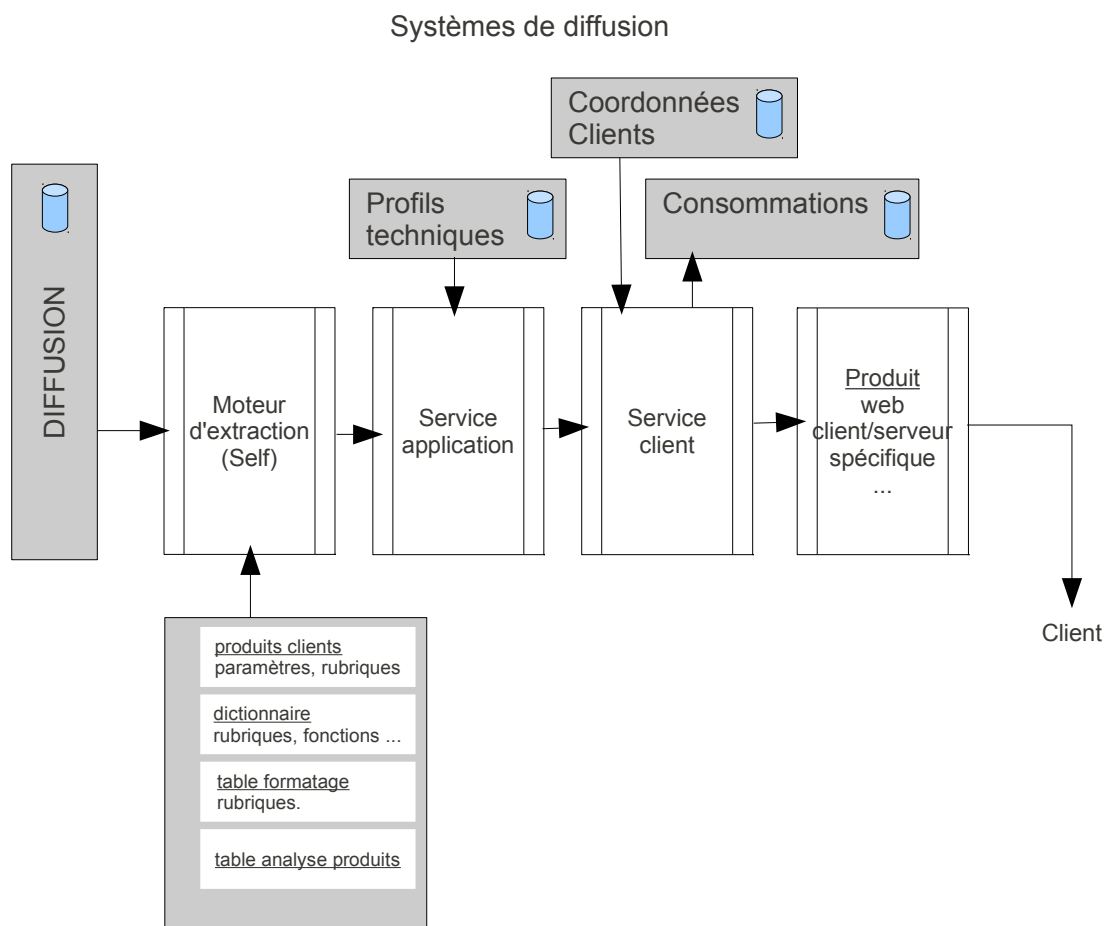 Systèmes de diffusion
Coordonnées
Clients
Profils
techniques
Consommations
DIFFUSION
Moteur
d'extraction
(Self)
Service
application
Service
client
Produit
web
client/serveur
spécifique
...
Client
produits clients
paramètres, rubriques
dictionnaire
rubriques, fonctions ...
table formatage
rubriques.
table analyse produits